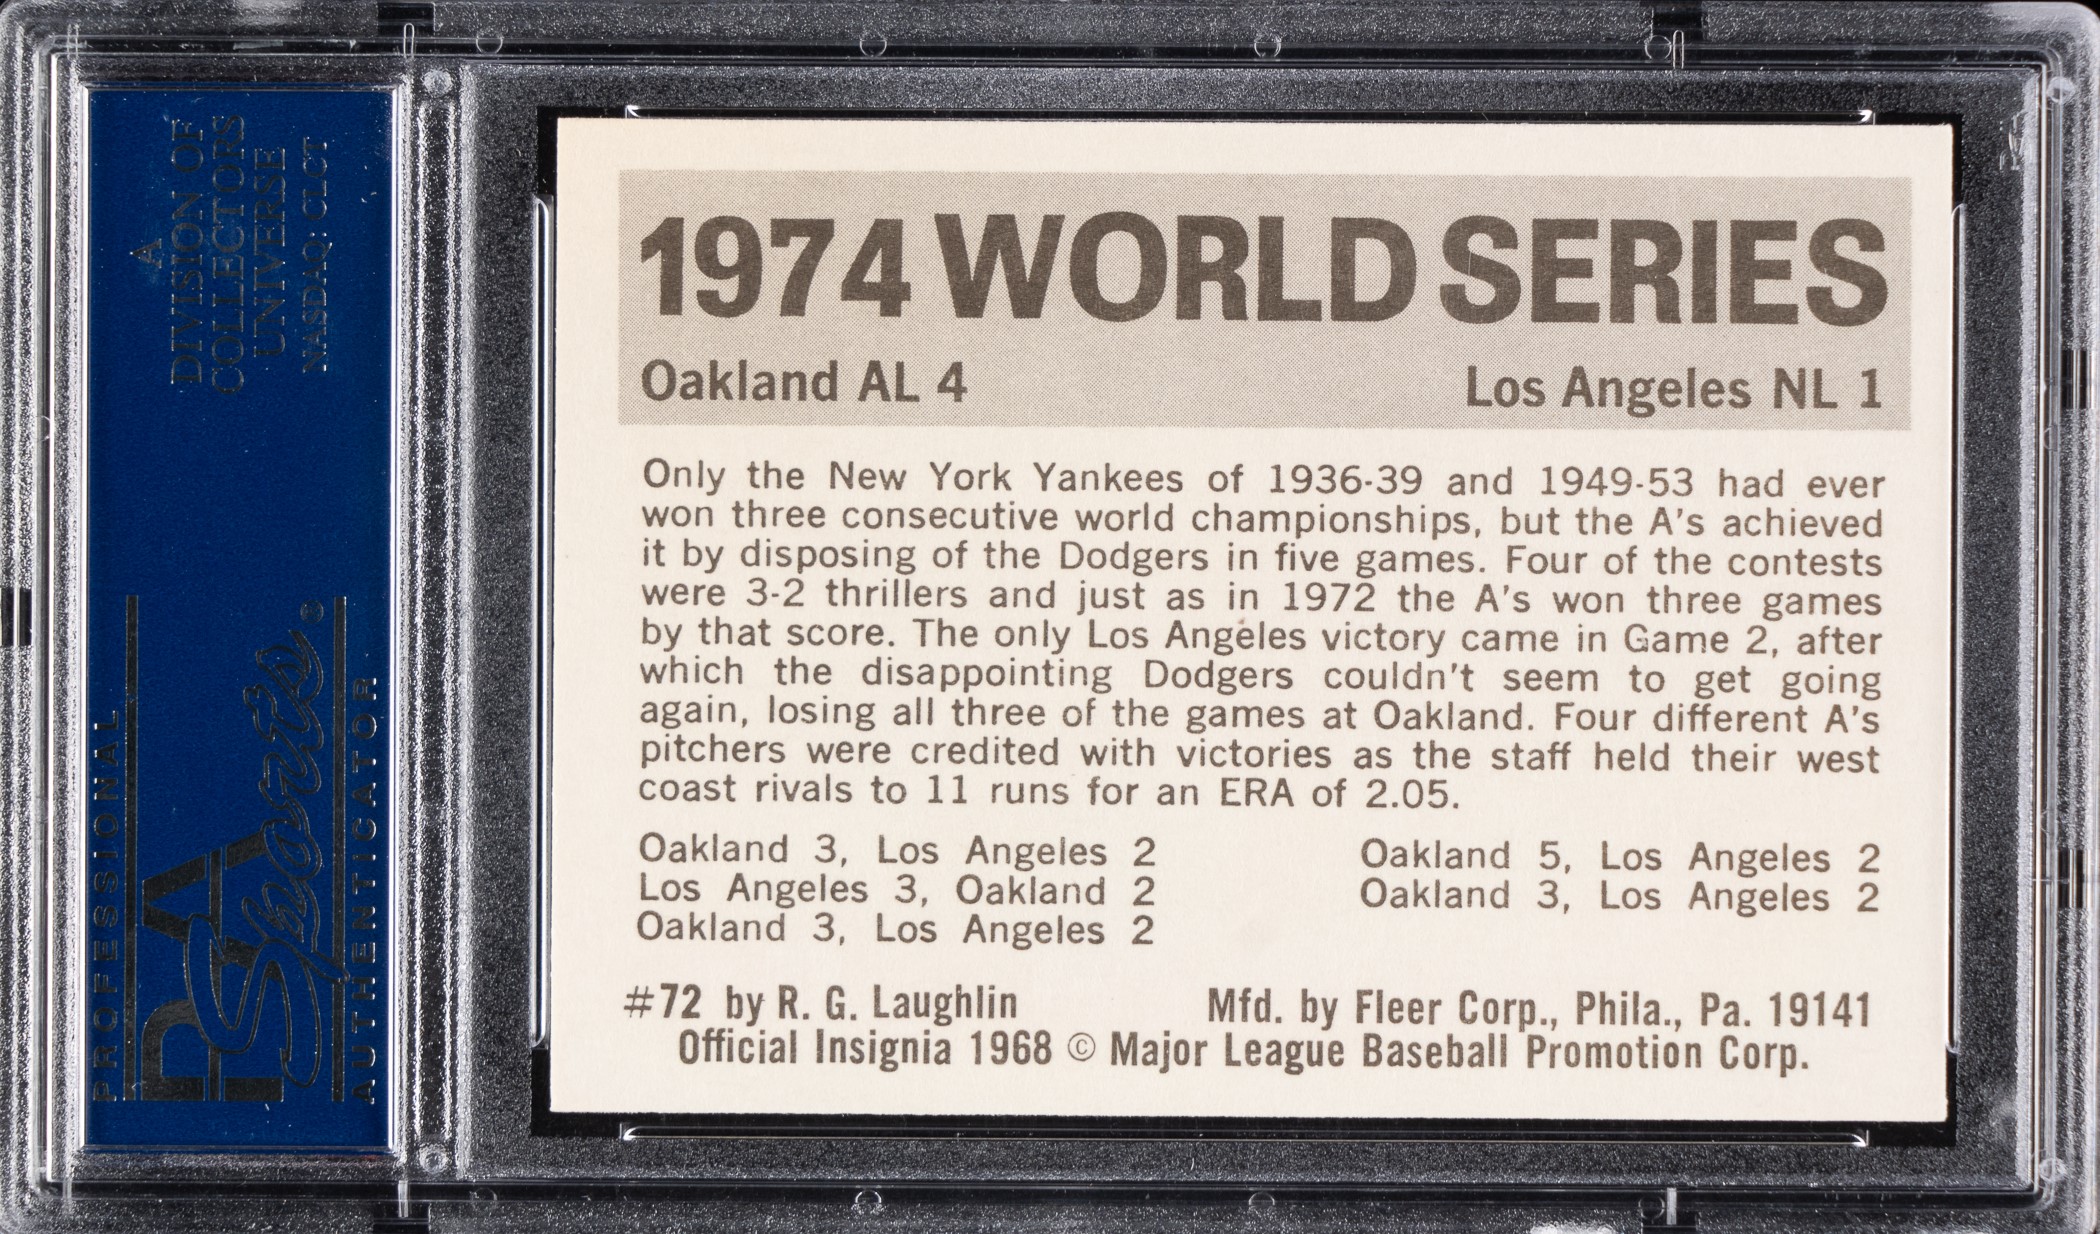 A
DIVISION OF
COLLECTORS
UNIVERSE
NASDAQ: CLCT
PROFESSIONAL
PSA
Sports®
AUTHENTICATOR
1974 WORLD SERIES
Oakland AL 4 Los Angeles NL 1
Only the New York Yankees of 1936-39 and 1949-53 had ever
won three consecutive world championships, but the A's achieved
it by disposing of the Dodgers in five games. Four of the contests
were 3-2 thrillers and just as in 1972 the A's won three games
by that score. The only Los Angeles victory came in Game 2, after
which the disappointing Dodgers couldn't seem to get going
again, losing all three of the games at Oakland. Four different A's
pitchers were credited with victories as the staff held their west
coast rivals to 11 runs for an ERA of 2.05.
Oakland 3, Los Angeles 2 Oakland 5, Los Angeles 2
Los Angeles 3, Oakland 2 Oakland 3, Los Angeles 2
Oakland 3, Los Angeles 2
#72 by R. G. Laughlin Mfd. by Fleer Corp., Phila., Pa. 19141
Official Insignia 1968 © Major League Baseball Promotion Corp.